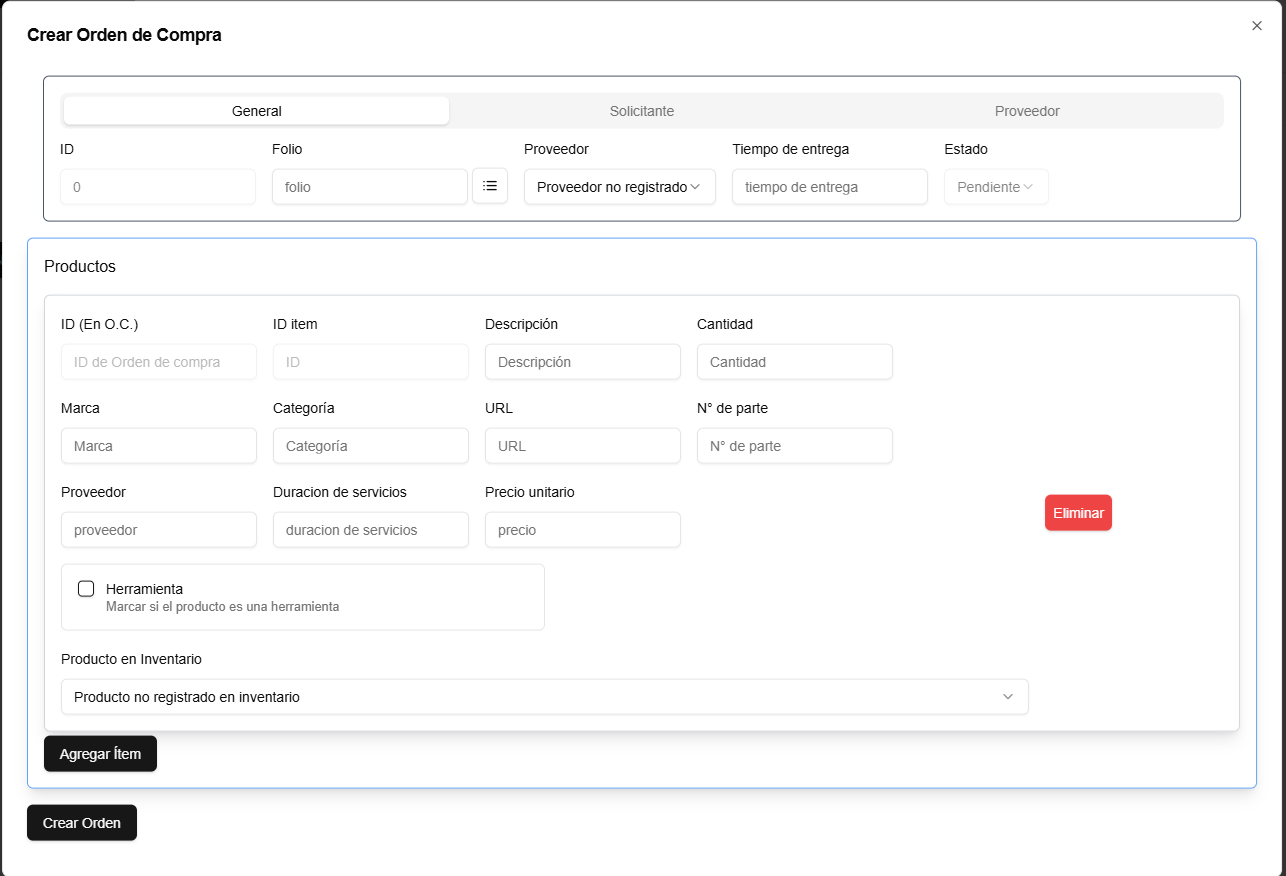 Crear Orden de Compra
General Solicitante Proveedor
ID Folio Proveedor Tiempo de entrega Estado
0 folio Proveedor no registrado tiempo de entrega Pendiente
Productos
ID (En O.C.) ID item Descripción Cantidad
ID de Orden de compra ID Descripción Cantidad
Marca Categoría URL N° de parte
Marca Categoría URL N° de parte
Proveedor Duracion de servicios Precio unitario
proveedor duracion de servicios precio
Eliminar
Herramienta
Marcar si el producto es una herramienta
Producto en Inventario
Producto no registrado en inventario
Agregar Ítem
Crear Orden